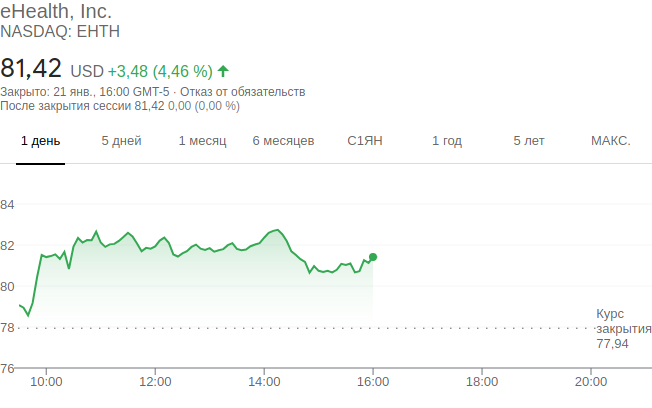 eHealth, Inc.
NASDAQ: EHTH
81,42 USD +3,48 (4,46 %)
Закрыто: 21 янв., 16:00 GMT-5 · Отказ от обязательств
После закрытия сессии 81,42 0,00 (0,00 %)
1 день 5 дней 1 месяц 6 месяцев С1ЯН 1 год 5 лет МАКС.
84
82
80
Курс
78 закрытия
77,94
76
10:00 12:00 14:00 16:00 18:00 20:00